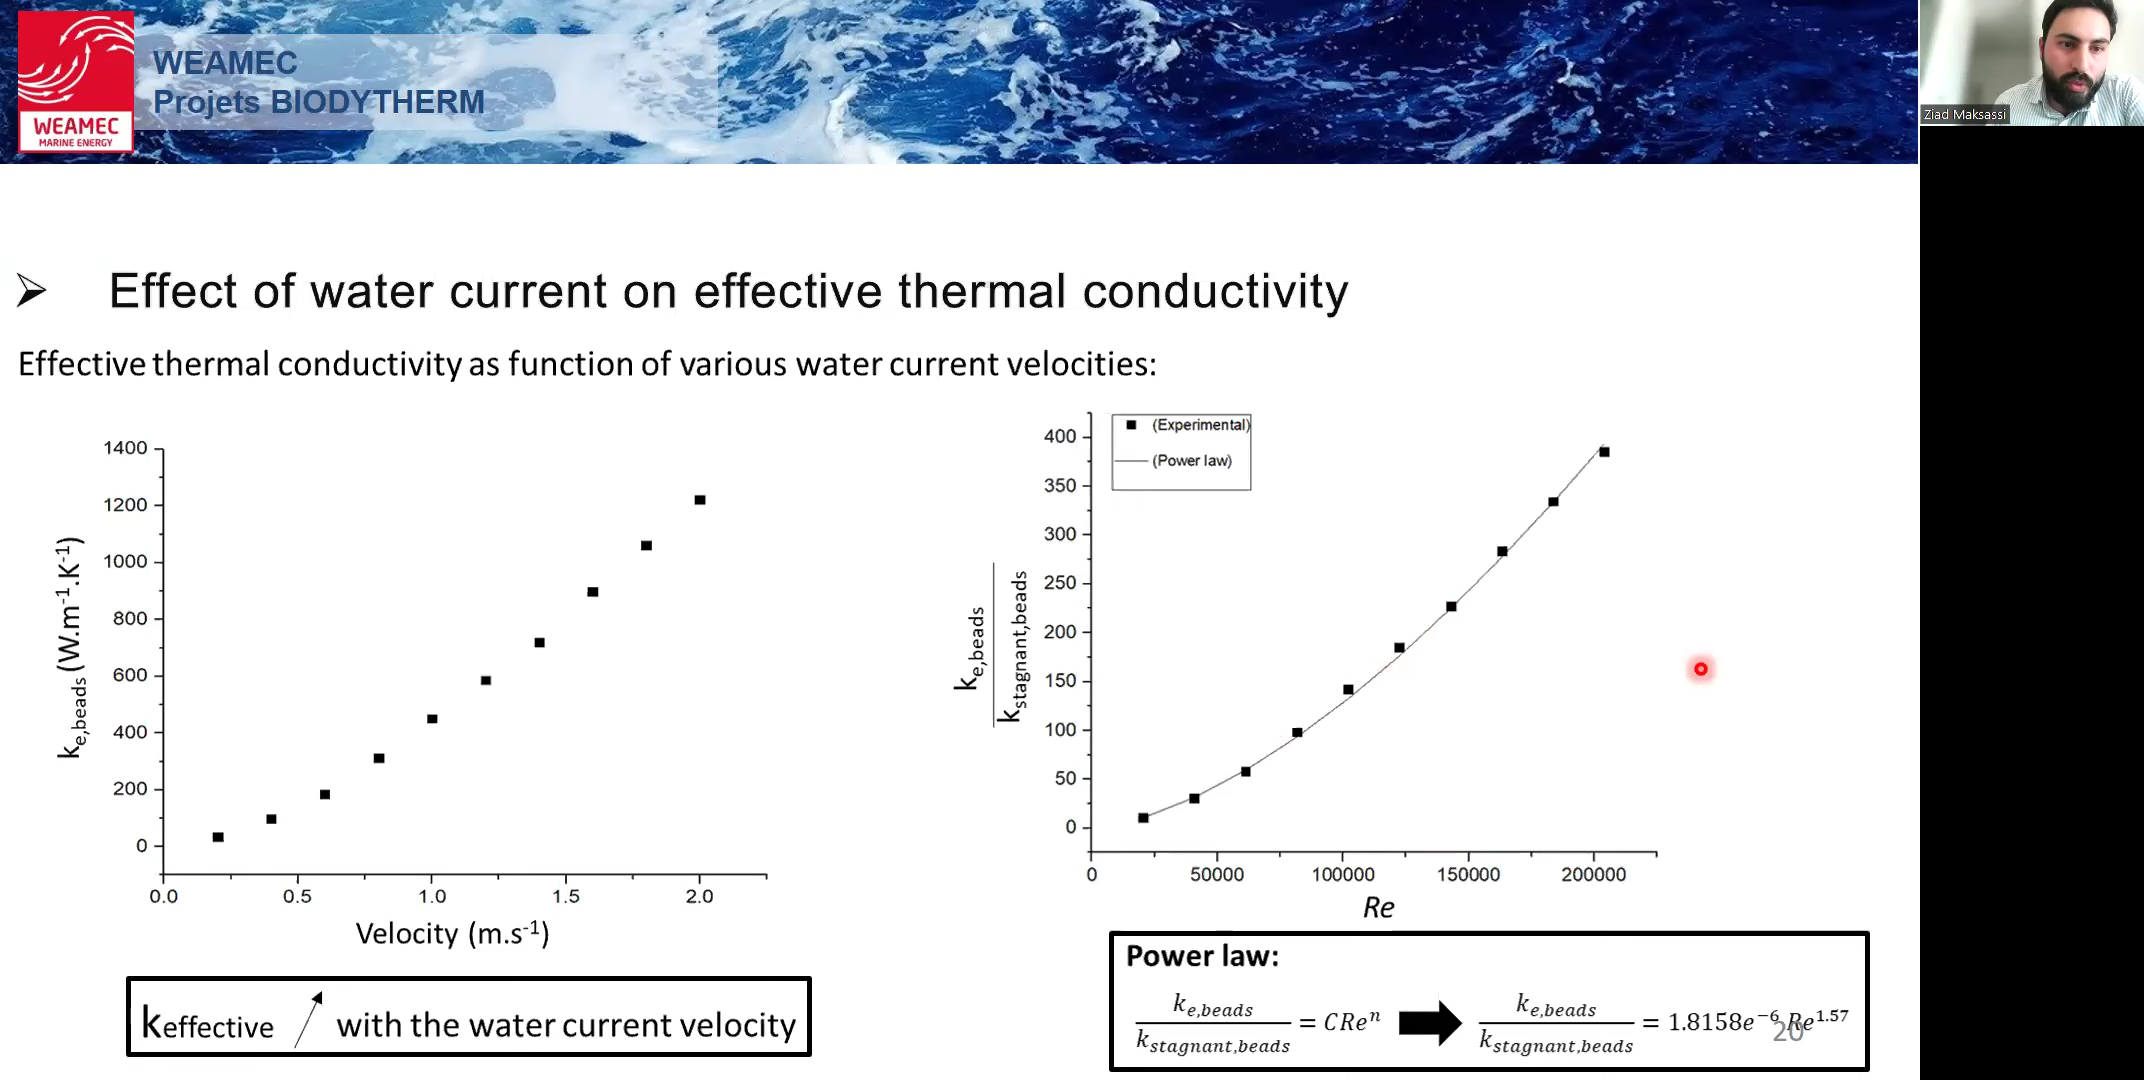 WEAMEC
Projets BIODYTHERM
WEAMEC
MARINE ENERGY
Ziad Maksassi
➢ Effect of water current on effective thermal conductivity
Effective thermal conductivity as function of various water current velocities:
1400
1200
1000
800
600
400
200
0
k_e,beads (W.m⁻¹.K⁻¹)
0.0 0.5 1.0 1.5 2.0
Velocity (m.s⁻¹)
k_effective ↗ with the water current velocity
(Experimental)
(Power law)
400
350
300
250
200
150
100
50
0
k_e,beads
k_stagnant,beads
0 50000 100000 150000 200000
Re
Power law:
k_e,beads / k_stagnant,beads = CReⁿ ➡ k_e,beads / k_stagnant,beads = 1.8158e⁻⁶ Re¹·⁵⁷
20